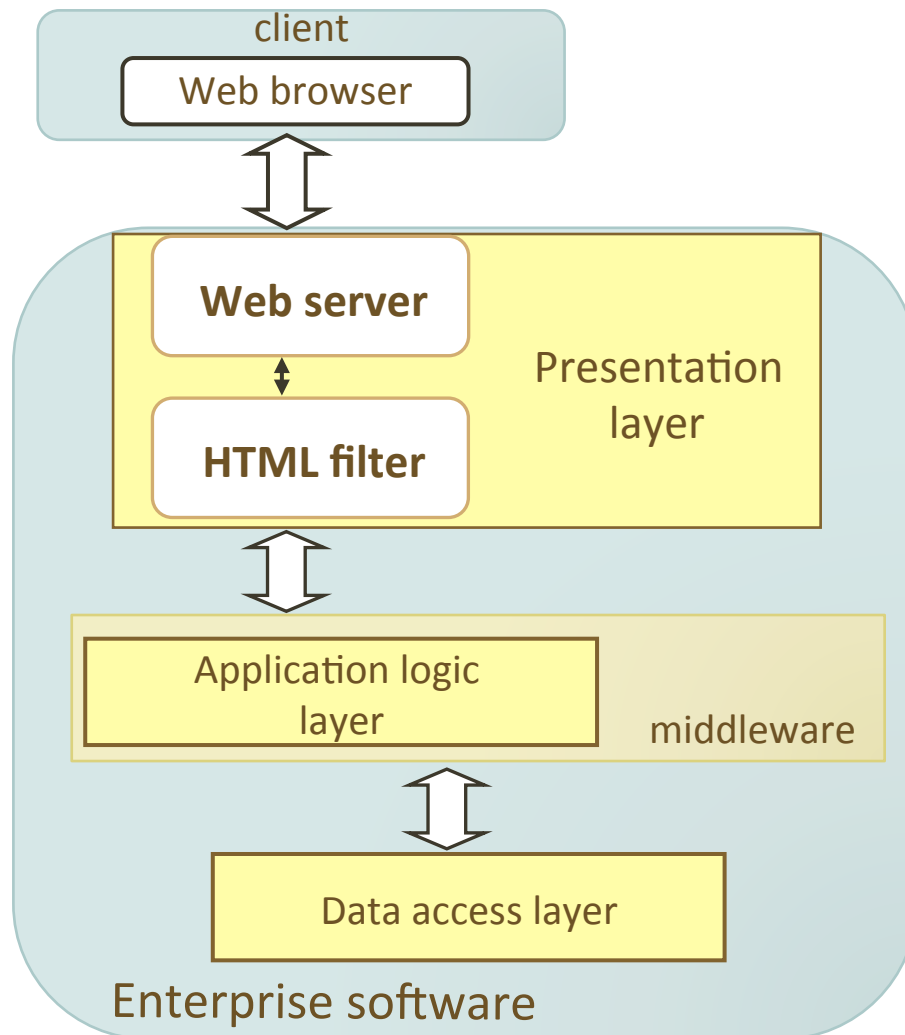 client
Web browser
Web server
Presentation
layer
HTML filter
Application logic
layer
middleware
Data access layer
Enterprise software